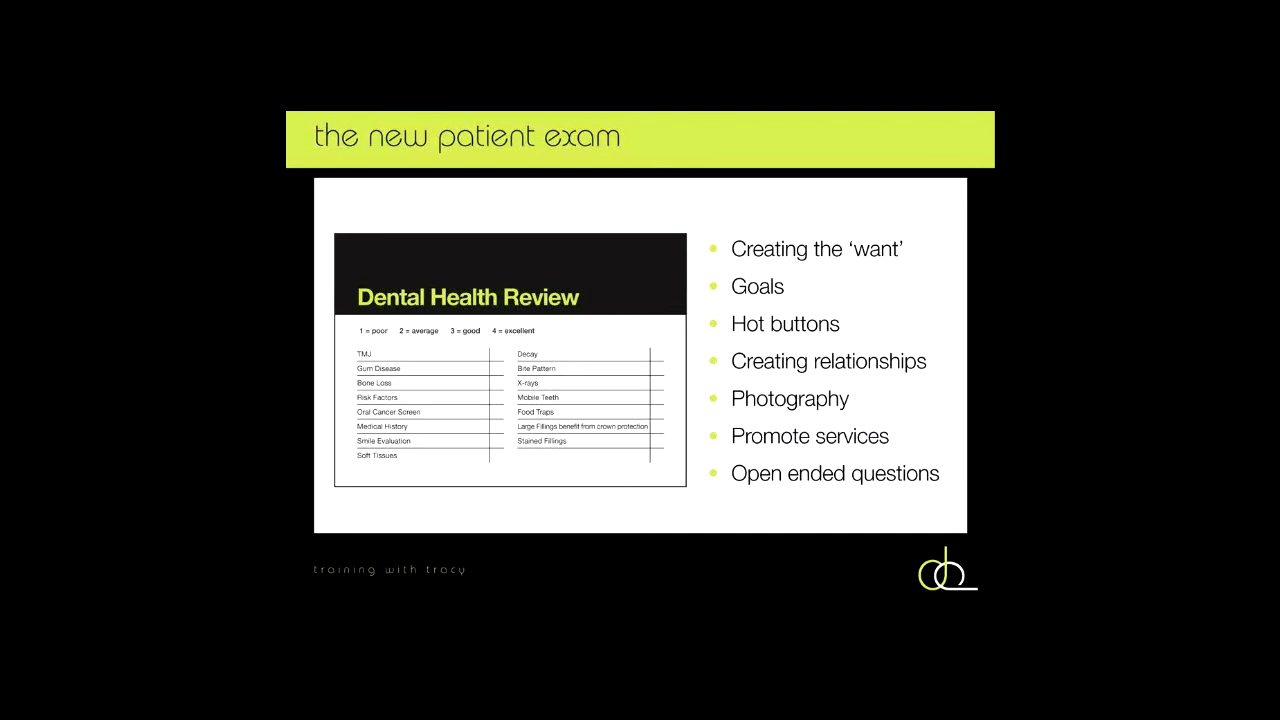 the new patient exam
Dental Health Review
1 = poor 2 = average 3 = good 4 = excellent
TMJ
Gum Disease
Bone Loss
Risk Factors
Oral Cancer Screen
Medical History
Smile Evaluation
Soft Tissues
Decay
Bite Pattern
X-rays
Mobile Teeth
Food Traps
Large Fillings benefit from crown protection
Stained Fillings
• Creating the ‘want’
• Goals
• Hot buttons
• Creating relationships
• Photography
• Promote services
• Open ended questions
training with tracy